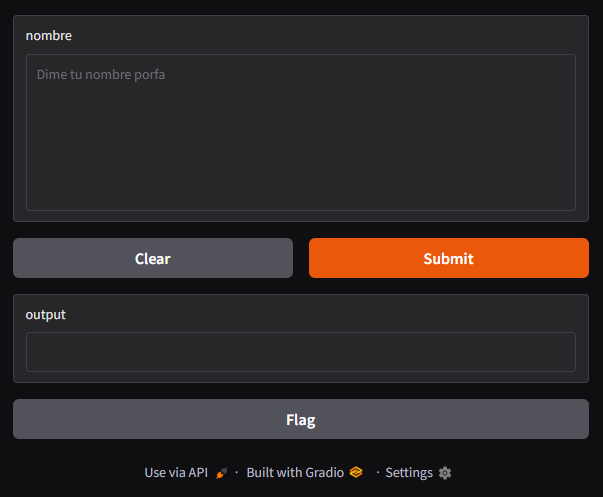 nombre
Dime tu nombre porfa
Clear
Submit
output
Flag
Use via API · Built with Gradio · Settings